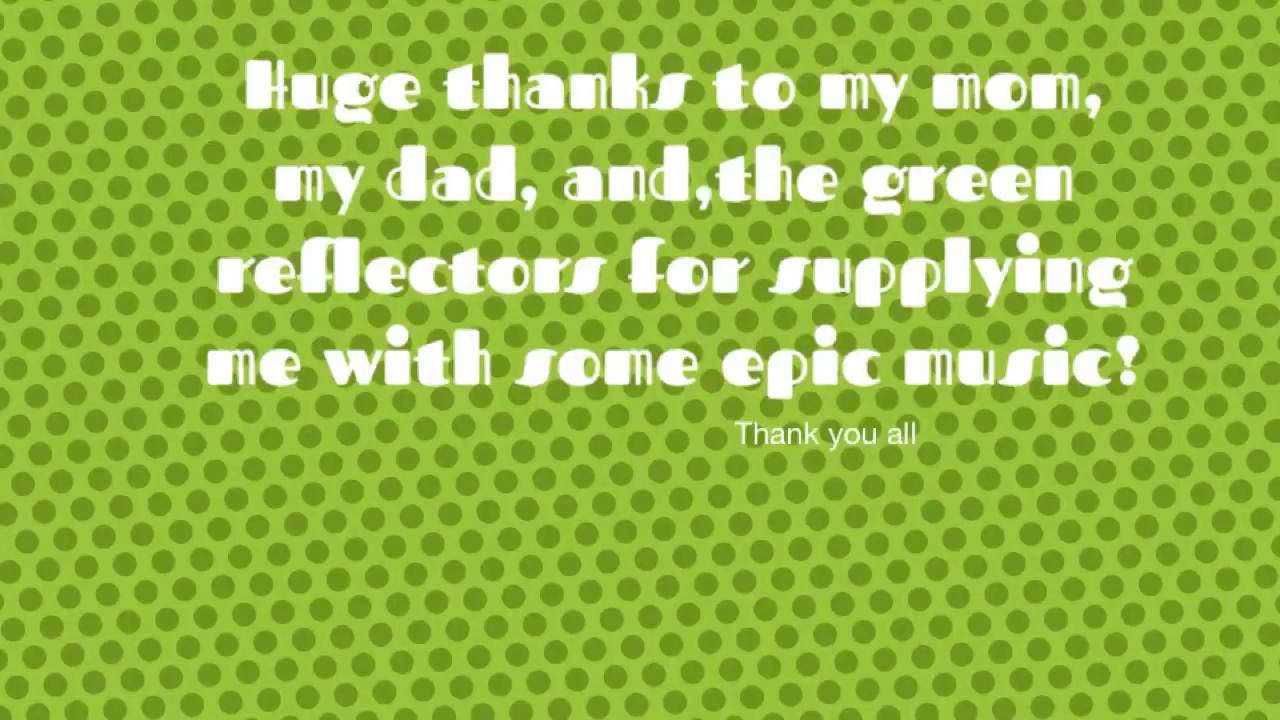 Huge thanks to my mom,
my dad, and,the green
reflectors for supplying
me with some epic music!
Thank you all